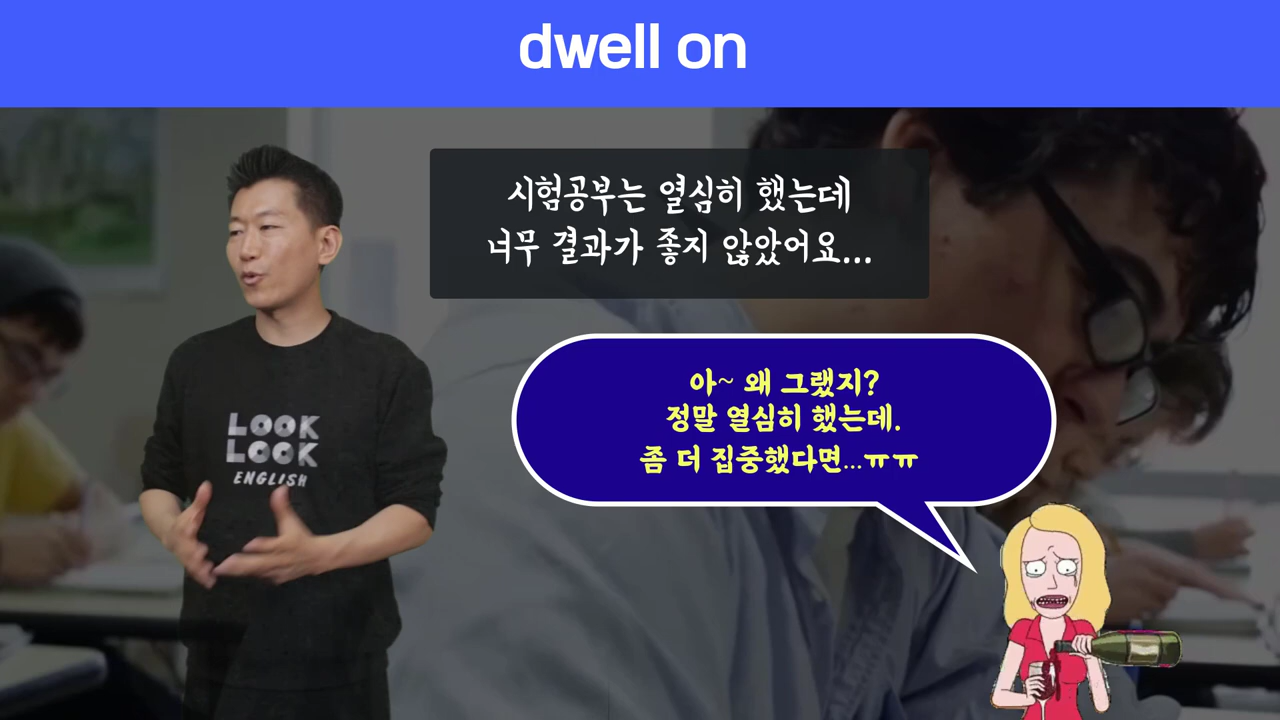 dwell on
시험공부는 열심히 했는데
너무 결과가 좋지 않았어요...
아~ 왜 그랬지?
정말 열심히 했는데.
좀 더 집중했다면...ㅠㅠ
LOOK
LOOK
ENGLISH